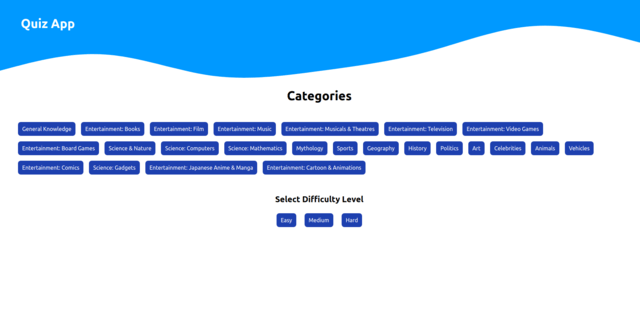 Quiz App
Categories
General Knowledge Entertainment: Books Entertainment: Film Entertainment: Music Entertainment: Musicals & Theatres Entertainment: Television Entertainment: Video Games
Entertainment: Board Games Science & Nature Science: Computers Science: Mathematics Mythology Sports Geography History Politics Art Celebrities Animals Vehicles
Entertainment: Comics Science: Gadgets Entertainment: Japanese Anime & Manga Entertainment: Cartoon & Animations
Select Difficulty Level
Easy Medium Hard